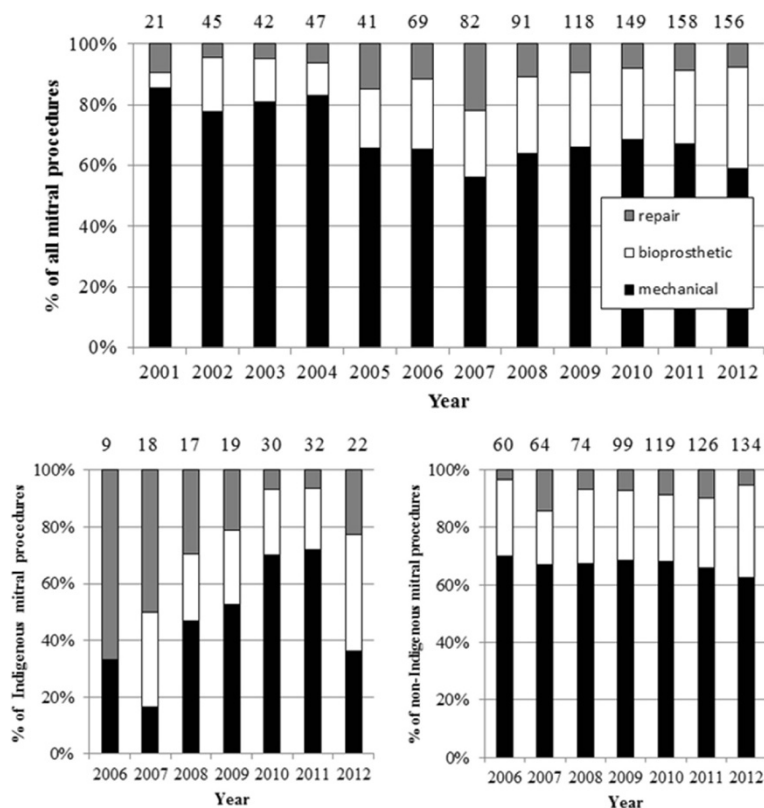 21 45 42 47 41 69 82 91 118 149 158 156
100%
80%
60%
40%
20%
0%
% of all mitral procedures
repair
bioprosthetic
mechanical
2001 2002 2003 2004 2005 2006 2007 2008 2009 2010 2011 2012
Year
9 18 17 19 30 32 22
100%
80%
60%
40%
20%
0%
% of Indigenous mitral procedures
2006 2007 2008 2009 2010 2011 2012
Year
60 64 74 99 119 126 134
100%
80%
60%
40%
20%
0%
% of non-Indigenous mitral procedures
2006 2007 2008 2009 2010 2011 2012
Year